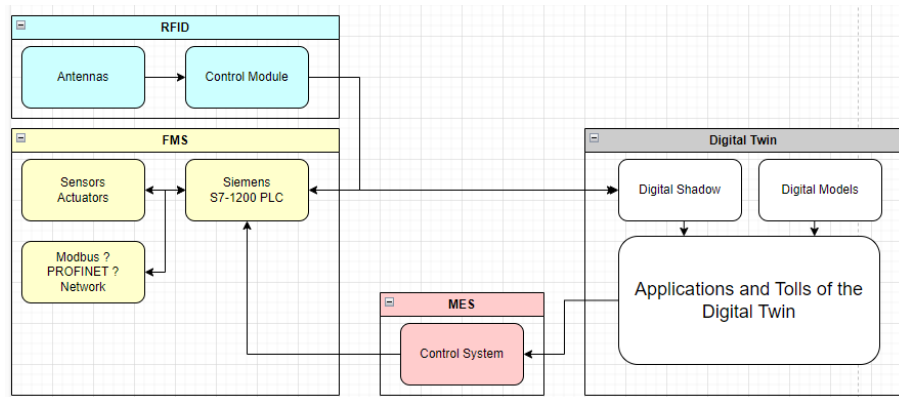 RFID
Antennas
Control Module
FMS
Sensors
Actuators
Siemens
S7-1200 PLC
Modbus ?
PROFINET ?
Network
Digital Twin
Digital Shadow
Digital Models
Applications and Tolls of the
Digital Twin
MES
Control System